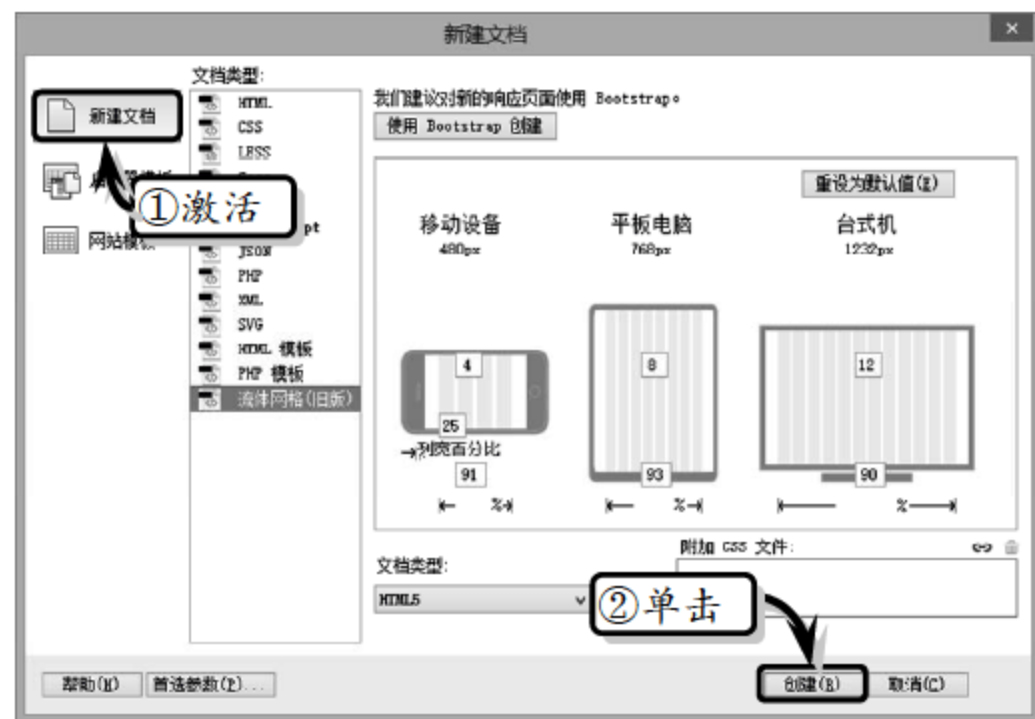 新建文档
×
文档类型:
新建文档
网站模板
HTML
CSS
LESS
pt
JSON
PHP
XML
SVG
HTML 模板
PHP 模板
流体网格(旧版)
①激活
我们建议对新的响应页面使用 Bootstrap。
使用 Bootstrap 创建
重设为默认值(Z)
移动设备
480px
平板电脑
768px
台式机
1232px
4
8
12
25
列宽百分比
91
93
90
%
%
%
文档类型:
HTML5
附加 CSS 文件:
②单击
帮助(H)
首选参数(P)...
创建(R)
取消(C)